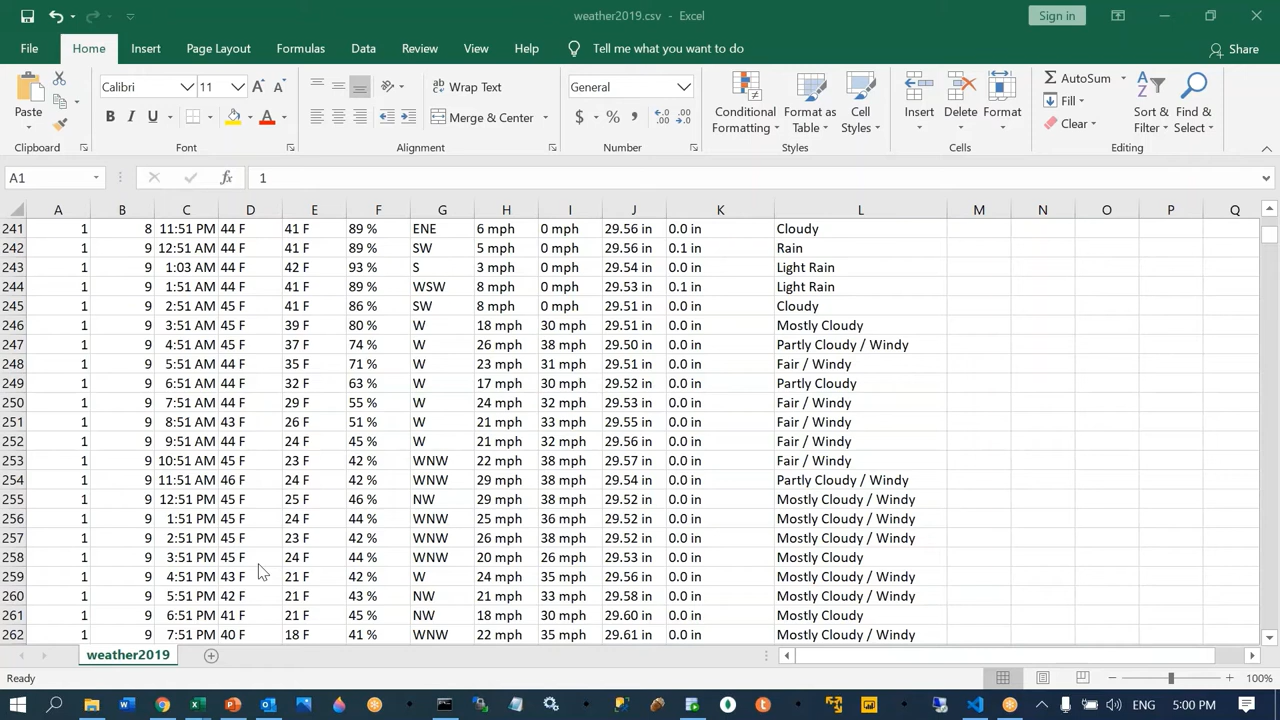 weather2019.csv - Excel
Sign in
File Home Insert Page Layout Formulas Data Review View Help Tell me what you want to do Share
Paste
Clipboard
Calibri 11
B I U
Font
Wrap Text
Merge & Center
Alignment
General
$ % ,
Number
Conditional Formatting
Format as Table
Cell Styles
Styles
Insert
Delete
Format
Cells
AutoSum
Fill
Clear
Sort & Filter
Find & Select
Editing
A1 fx 1
A B C D E F G H I J K L M N O P Q
241 1 8 11:51 PM 44 F 41 F 89 % ENE 6 mph 0 mph 29.56 in 0.0 in Cloudy
242 1 9 12:51 AM 44 F 41 F 89 % SW 5 mph 0 mph 29.56 in 0.1 in Rain
243 1 9 1:03 AM 44 F 42 F 93 % S 3 mph 0 mph 29.54 in 0.0 in Light Rain
244 1 9 1:51 AM 44 F 41 F 89 % WSW 8 mph 0 mph 29.53 in 0.1 in Light Rain
245 1 9 2:51 AM 45 F 41 F 86 % SW 8 mph 0 mph 29.51 in 0.0 in Cloudy
246 1 9 3:51 AM 45 F 39 F 80 % W 18 mph 30 mph 29.51 in 0.0 in Mostly Cloudy
247 1 9 4:51 AM 45 F 37 F 74 % W 26 mph 38 mph 29.50 in 0.0 in Partly Cloudy / Windy
248 1 9 5:51 AM 44 F 35 F 71 % W 23 mph 31 mph 29.51 in 0.0 in Fair / Windy
249 1 9 6:51 AM 44 F 32 F 63 % W 17 mph 30 mph 29.52 in 0.0 in Partly Cloudy
250 1 9 7:51 AM 44 F 29 F 55 % W 24 mph 32 mph 29.53 in 0.0 in Fair / Windy
251 1 9 8:51 AM 43 F 26 F 51 % W 21 mph 33 mph 29.55 in 0.0 in Fair / Windy
252 1 9 9:51 AM 44 F 24 F 45 % W 21 mph 32 mph 29.56 in 0.0 in Fair / Windy
253 1 9 10:51 AM 45 F 23 F 42 % WNW 22 mph 38 mph 29.57 in 0.0 in Fair / Windy
254 1 9 11:51 AM 46 F 24 F 42 % WNW 29 mph 38 mph 29.54 in 0.0 in Partly Cloudy / Windy
255 1 9 12:51 PM 45 F 25 F 46 % NW 29 mph 38 mph 29.52 in 0.0 in Mostly Cloudy / Windy
256 1 9 1:51 PM 45 F 24 F 44 % WNW 25 mph 36 mph 29.52 in 0.0 in Mostly Cloudy / Windy
257 1 9 2:51 PM 45 F 23 F 42 % WNW 26 mph 38 mph 29.52 in 0.0 in Mostly Cloudy / Windy
258 1 9 3:51 PM 45 F 24 F 44 % WNW 20 mph 26 mph 29.53 in 0.0 in Mostly Cloudy
259 1 9 4:51 PM 43 F 21 F 42 % W 24 mph 35 mph 29.56 in 0.0 in Mostly Cloudy / Windy
260 1 9 5:51 PM 42 F 21 F 43 % NW 21 mph 33 mph 29.58 in 0.0 in Mostly Cloudy / Windy
261 1 9 6:51 PM 41 F 21 F 45 % NW 18 mph 30 mph 29.60 in 0.0 in Mostly Cloudy
262 1 9 7:51 PM 40 F 18 F 41 % WNW 22 mph 35 mph 29.61 in 0.0 in Mostly Cloudy / Windy
weather2019
Ready 100%
ENG 5:00 PM